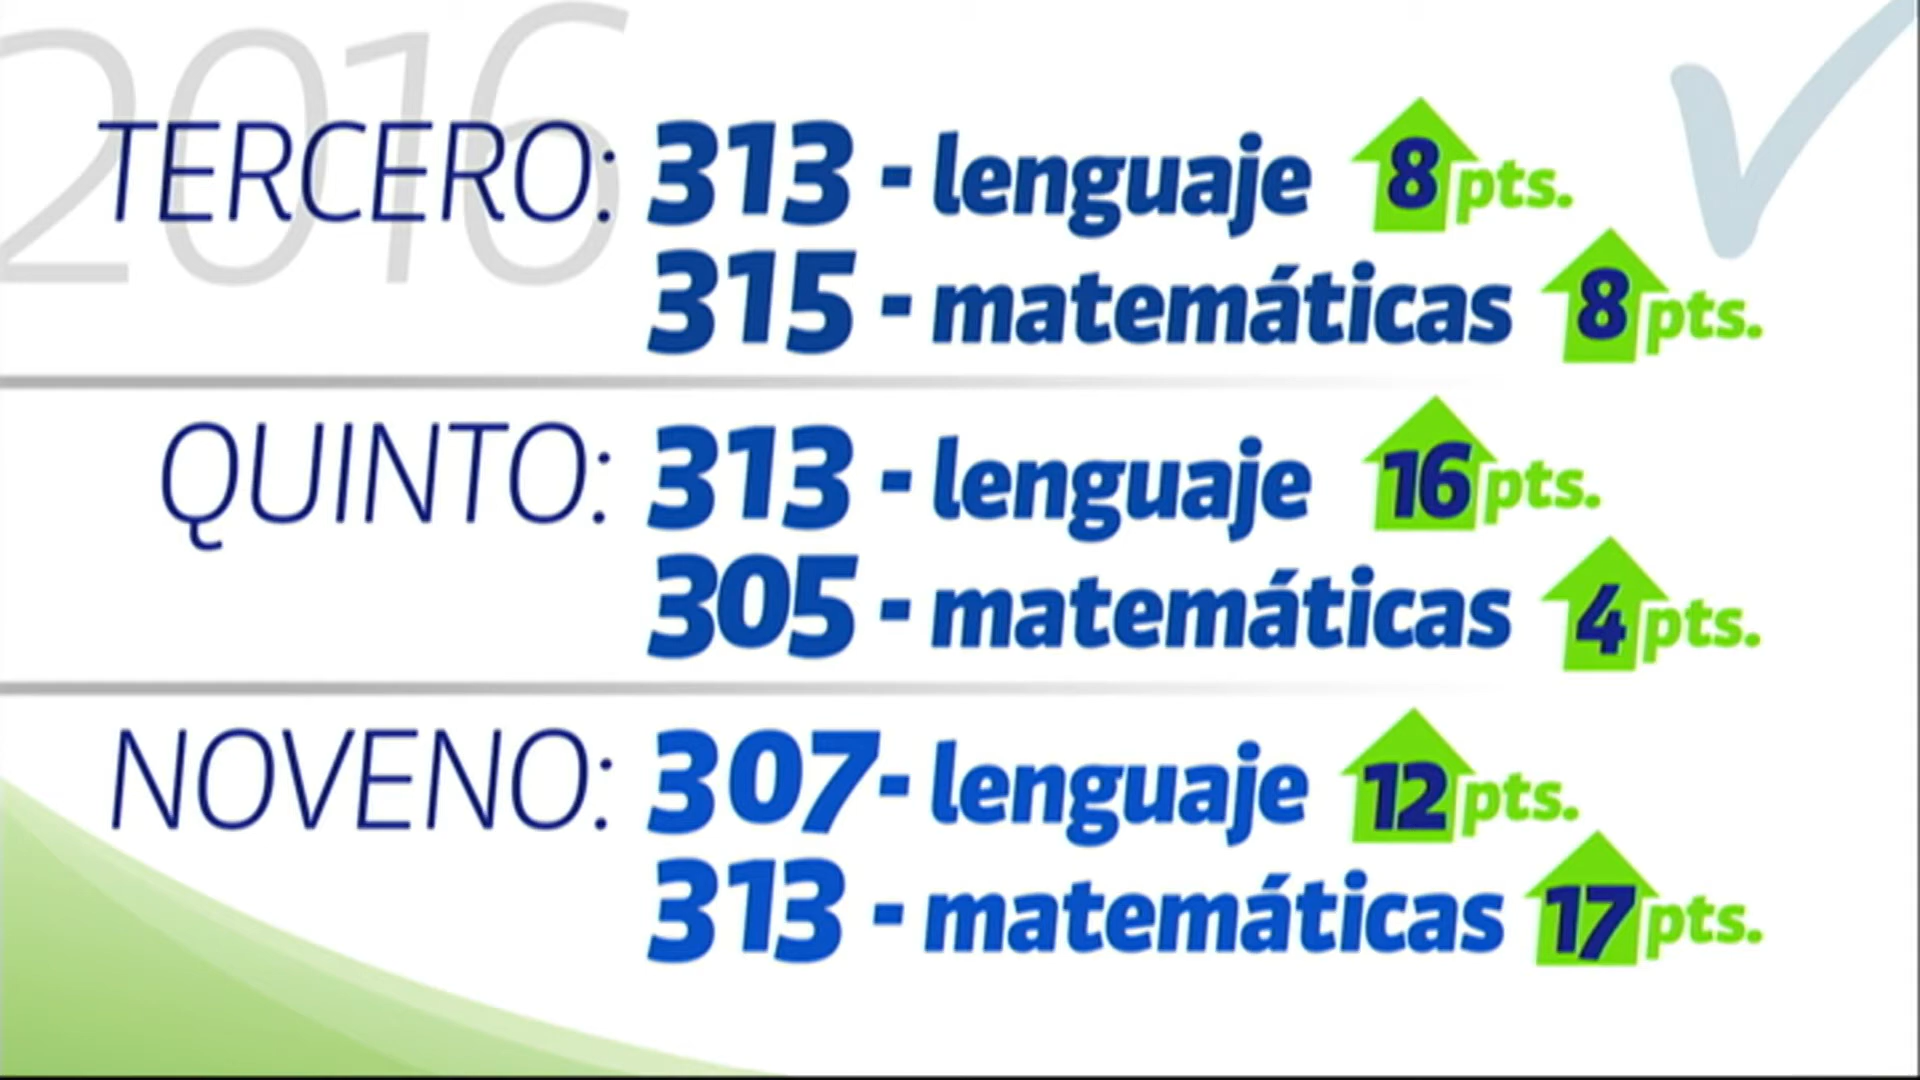 2016
TERCERO: 313 - lenguaje 8 pts.
315 - matemáticas 8 pts.
QUINTO: 313 - lenguaje 16 pts.
305 - matemáticas 4 pts.
NOVENO: 307- lenguaje 12 pts.
313 - matemáticas 17 pts.